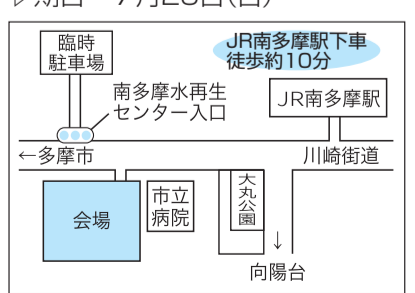 臨時
駐車場
JR南多摩駅下車
徒歩約10分
南多摩水再生
センター入口
JR南多摩駅
←多摩市
川崎街道
会場
市立
病院
大丸公園
↓
向陽台